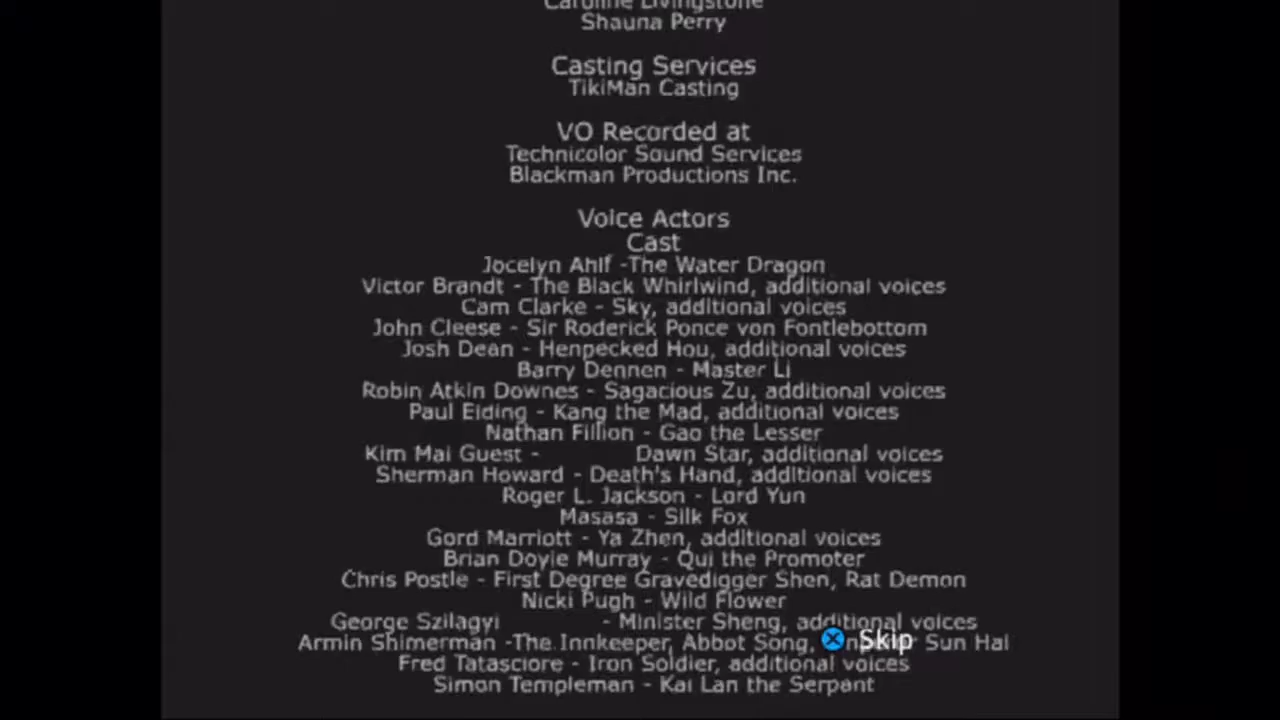 Caroline Livingstone
Shauna Perry
Casting Services
TikiMan Casting
VO Recorded at
Technicolor Sound Services
Blackman Productions Inc.
Voice Actors
Cast
Jocelyn Ahlf -The Water Dragon
Victor Brandt - The Black Whirlwind, additional voices
Cam Clarke - Sky, additional voices
John Cleese - Sir Roderick Ponce von Fontlebottom
Josh Dean - Henpecked Hou, additional voices
Barry Dennen - Master Li
Robin Atkin Downes - Sagacious Zu, additional voices
Paul Eiding - Kang the Mad, additional voices
Nathan Fillion - Gao the Lesser
Kim Mai Guest - Dawn Star, additional voices
Sherman Howard - Death's Hand, additional voices
Roger L. Jackson - Lord Yun
Masasa - Silk Fox
Gord Marriott - Ya Zhen, additional voices
Brian Doyle Murray - Qui the Promoter
Chris Postle - First Degree Gravedigger Shen, Rat Demon
Nicki Pugh - Wild Flower
George Szilagyi - Minister Sheng, additional voices
Armin Shimerman -The Innkeeper, Abbot Song, Sun Hai
Skip
Fred Tatasciore - Iron Soldier, additional voices
Simon Templeman - Kai Lan the Serpant